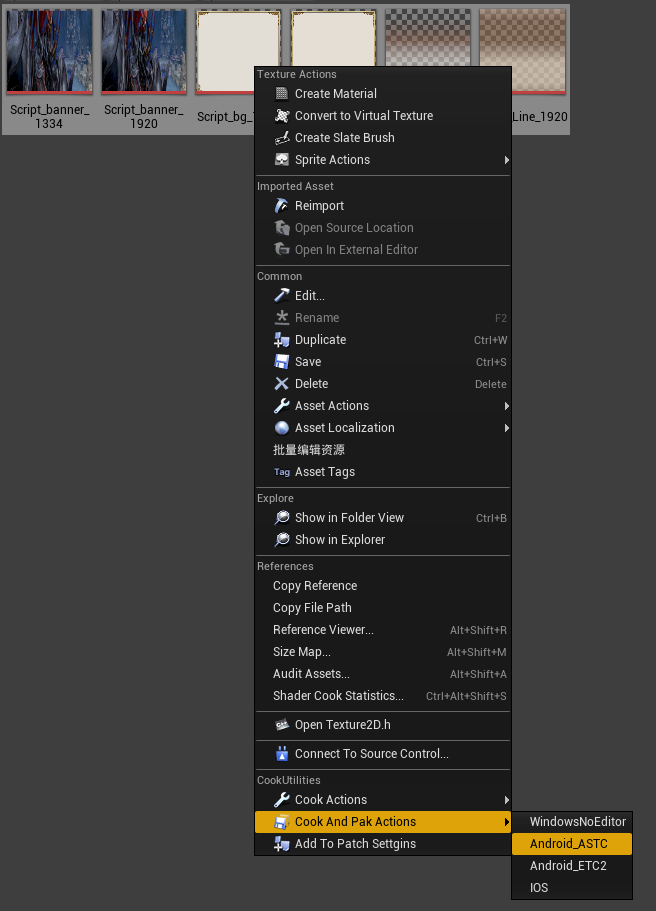 Script_banner_
1334
Script_banner_
1920
Script_bg_
Line_1920
Texture Actions
Create Material
Convert to Virtual Texture
Create Slate Brush
Sprite Actions
Imported Asset
Reimport
Open Source Location
Open In External Editor
Common
Edit...
Rename F2
Duplicate Ctrl+W
Save Ctrl+S
Delete Delete
Asset Actions
Asset Localization
批量编辑资源
Tag Asset Tags
Explore
Show in Folder View Ctrl+B
Show in Explorer
References
Copy Reference
Copy File Path
Reference Viewer... Alt+Shift+R
Size Map... Alt+Shift+M
Audit Assets... Alt+Shift+A
Shader Cook Statistics... Ctrl+Alt+Shift+S
Open Texture2D.h
Connect To Source Control...
CookUtilities
Cook Actions
Cook And Pak Actions
Add To Patch Settgins
WindowsNoEditor
Android_ASTC
Android_ETC2
IOS